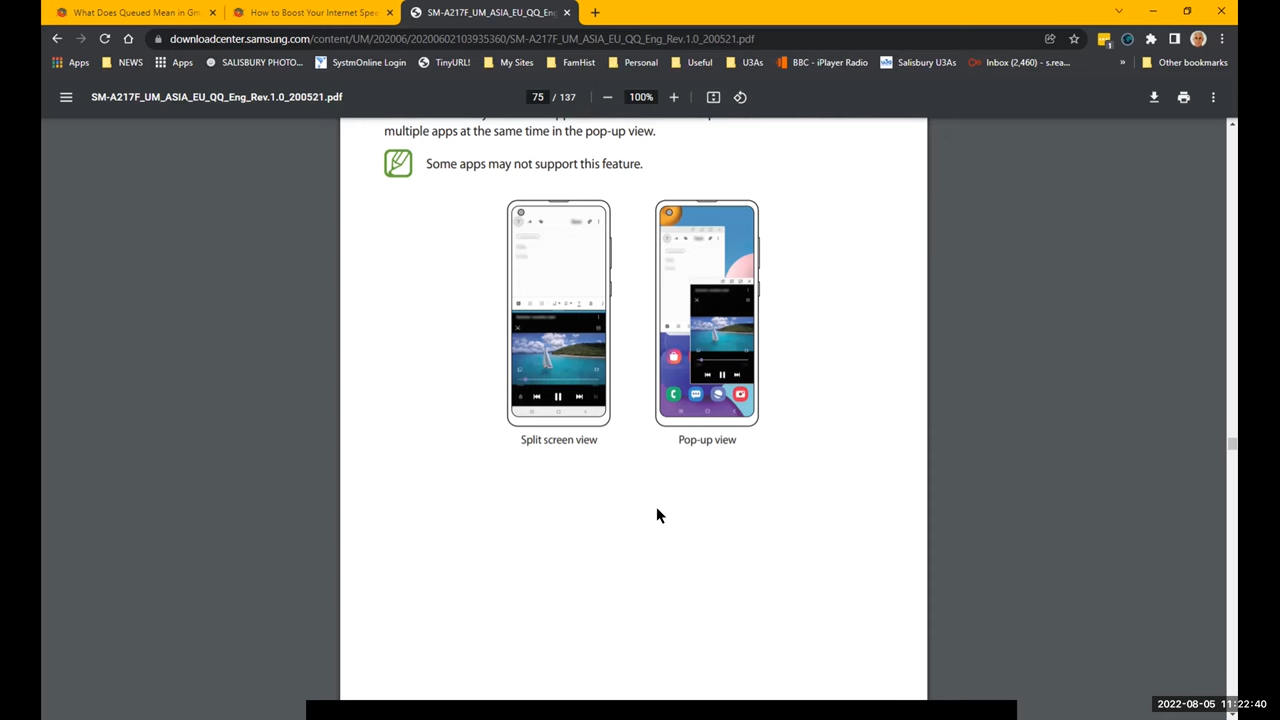 What Does Queued Mean in Gm
How to Boost Your Internet Spee
SM-A217F_UM_ASIA_EU_QQ_Eng
downloadcenter.samsung.com/content/UM/202006/20200602103935360/SM-A217F_UM_ASIA_EU_QQ_Eng_Rev.1.0_200521.pdf
Apps NEWS Apps SALISBURY PHOTO... SystmOnline Login TinyURL! My Sites FamHist Personal Useful U3As BBC - iPlayer Radio Salisbury U3As Inbox (2,460) - s.rea... » Other bookmarks
SM-A217F_UM_ASIA_EU_QQ_Eng_Rev.1.0_200521.pdf 75 / 137 100%
multiple apps at the same time in the pop-up view.
Some apps may not support this feature.
Split screen view Pop-up view
2022-08-05 11:22:40